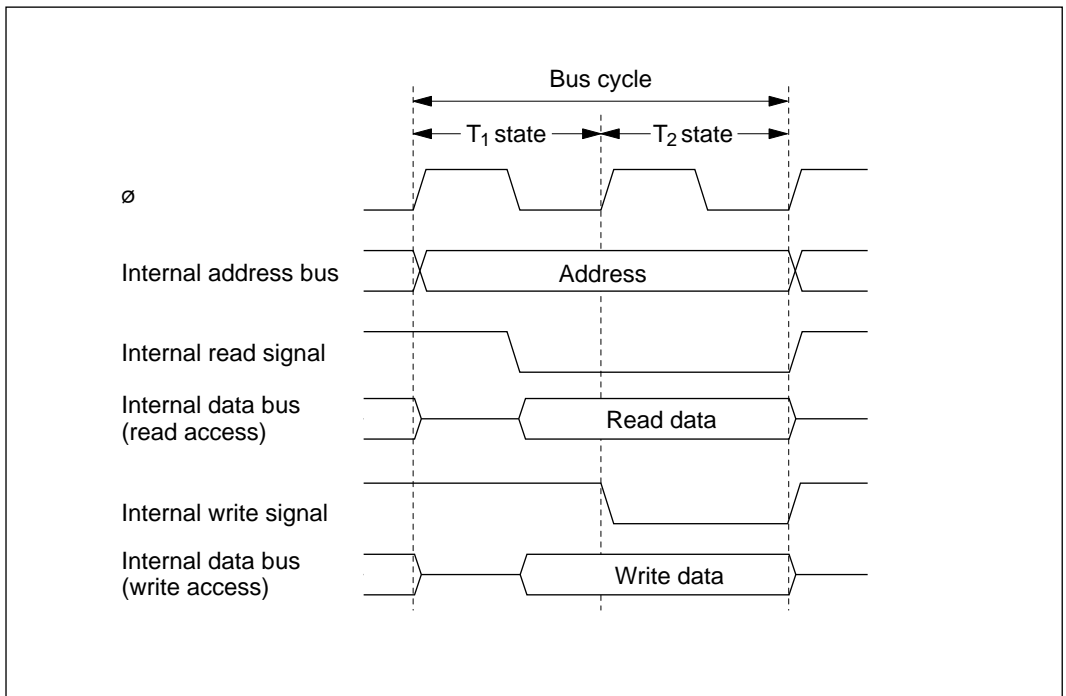 Bus cycle
T1 state T2 state
ø
Internal address bus
Address
Internal read signal
Internal data bus
(read access)
Read data
Internal write signal
Internal data bus
(write access)
Write data